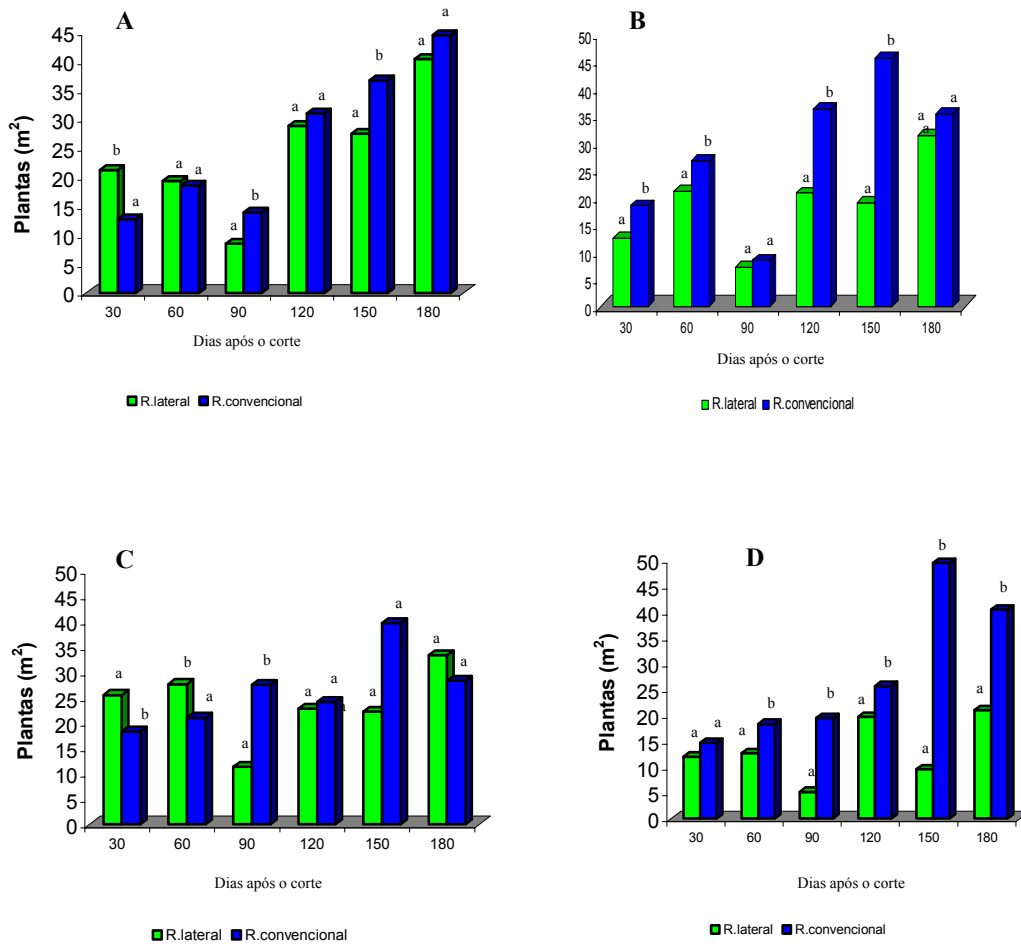 A
Plantas (m²)
45
40
35
30
25
20
15
10
5
0
b a
a a
a b
a a
a b
a a
30 60 90 120 150 180
Dias após o corte
R.lateral R.convencional
B
50
45
40
35
30
25
20
15
10
5
0
a b
a b
a a
a b
a b
a a a
30 60 90 120 150 180
Dias após o corte
R.lateral R.convencional
C
Plantas (m²)
50
45
40
35
30
25
20
15
10
5
0
a b
b a
a b
a a
a a
a a
30 60 90 120 150 180
Dias após o corte
R.lateral R.convencional
D
Plantas (m²)
50
45
40
35
30
25
20
15
10
5
0
a a
a b
a b
a b
a b
a b
30 60 90 120 150 180
Dias após o corte
R.lateral R.convencional